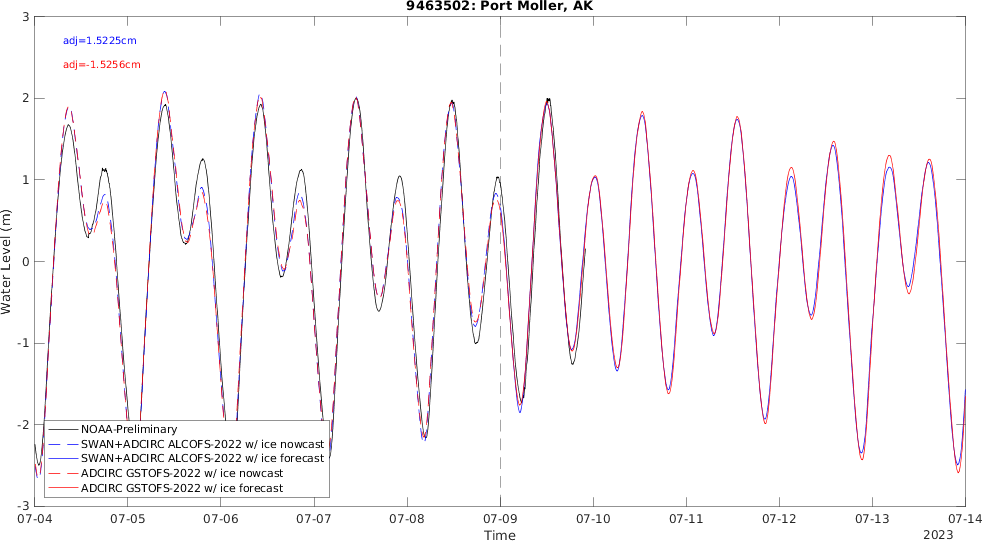 9463502: Port Moller, AK
adj=1.5225cm
adj=-1.5256cm
3
2
1
0
-1
-2
-3
Water Level (m)
NOAA-Preliminary
SWAN+ADCIRC ALCOFS-2022 w/ ice nowcast
SWAN+ADCIRC ALCOFS-2022 w/ ice forecast
ADCIRC GSTOFS-2022 w/ ice nowcast
ADCIRC GSTOFS-2022 w/ ice forecast
07-04 07-05 07-06 07-07 07-08 07-09 07-10 07-11 07-12 07-13 07-14
Time
2023